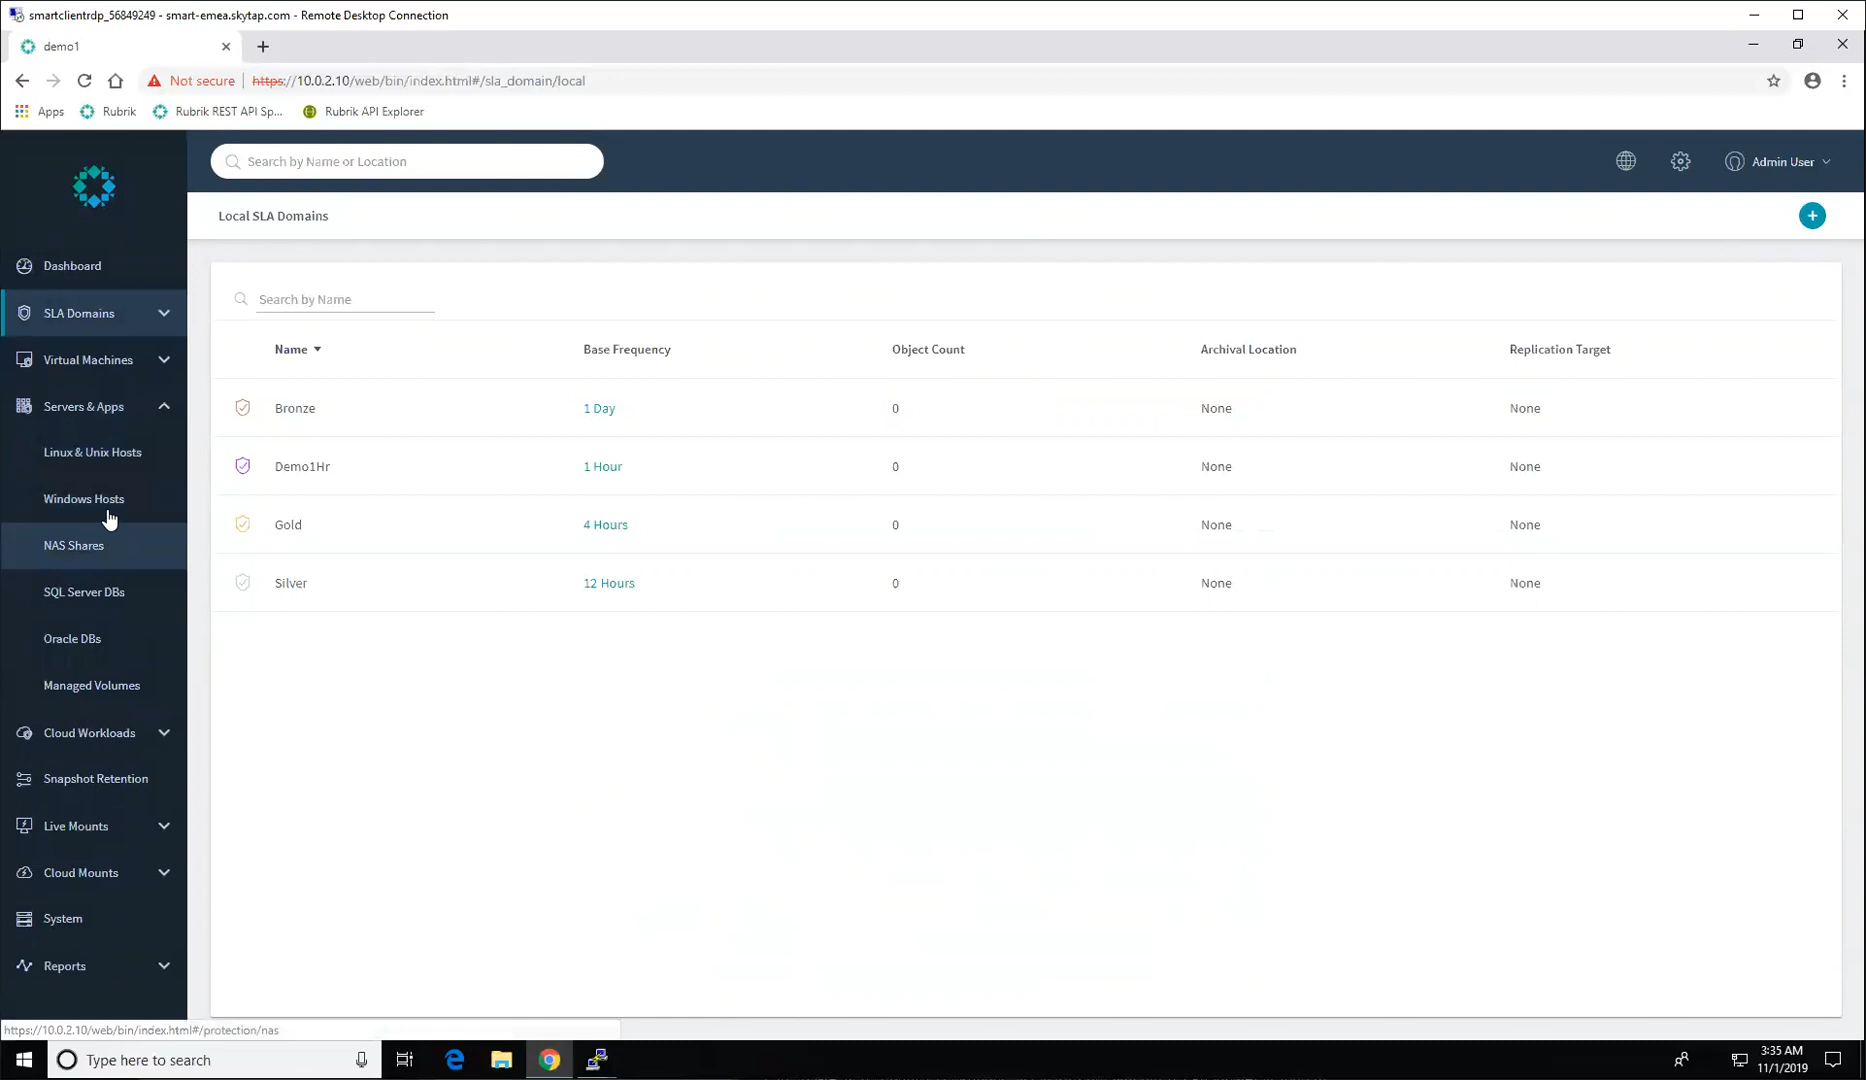 smartclientrdp_56849249 - smart-emea.skytap.com - Remote Desktop Connection
demo1
Not secure | https://10.0.2.10/web/bin/index.html#/sla_domain/local
Apps Rubrik Rubrik REST API Sp... Rubrik API Explorer
Search by Name or Location
Admin User
Local SLA Domains
Dashboard
SLA Domains
Virtual Machines
Servers & Apps
Linux & Unix Hosts
Windows Hosts
NAS Shares
SQL Server DBs
Oracle DBs
Managed Volumes
Cloud Workloads
Snapshot Retention
Live Mounts
Cloud Mounts
System
Reports
Search by Name
Name Base Frequency Object Count Archival Location Replication Target
Bronze 1 Day 0 None None
Demo1Hr 1 Hour 0 None None
Gold 4 Hours 0 None None
Silver 12 Hours 0 None None
https://10.0.2.10/web/bin/index.html#/protection/nas
Type here to search
3:35 AM
11/1/2019